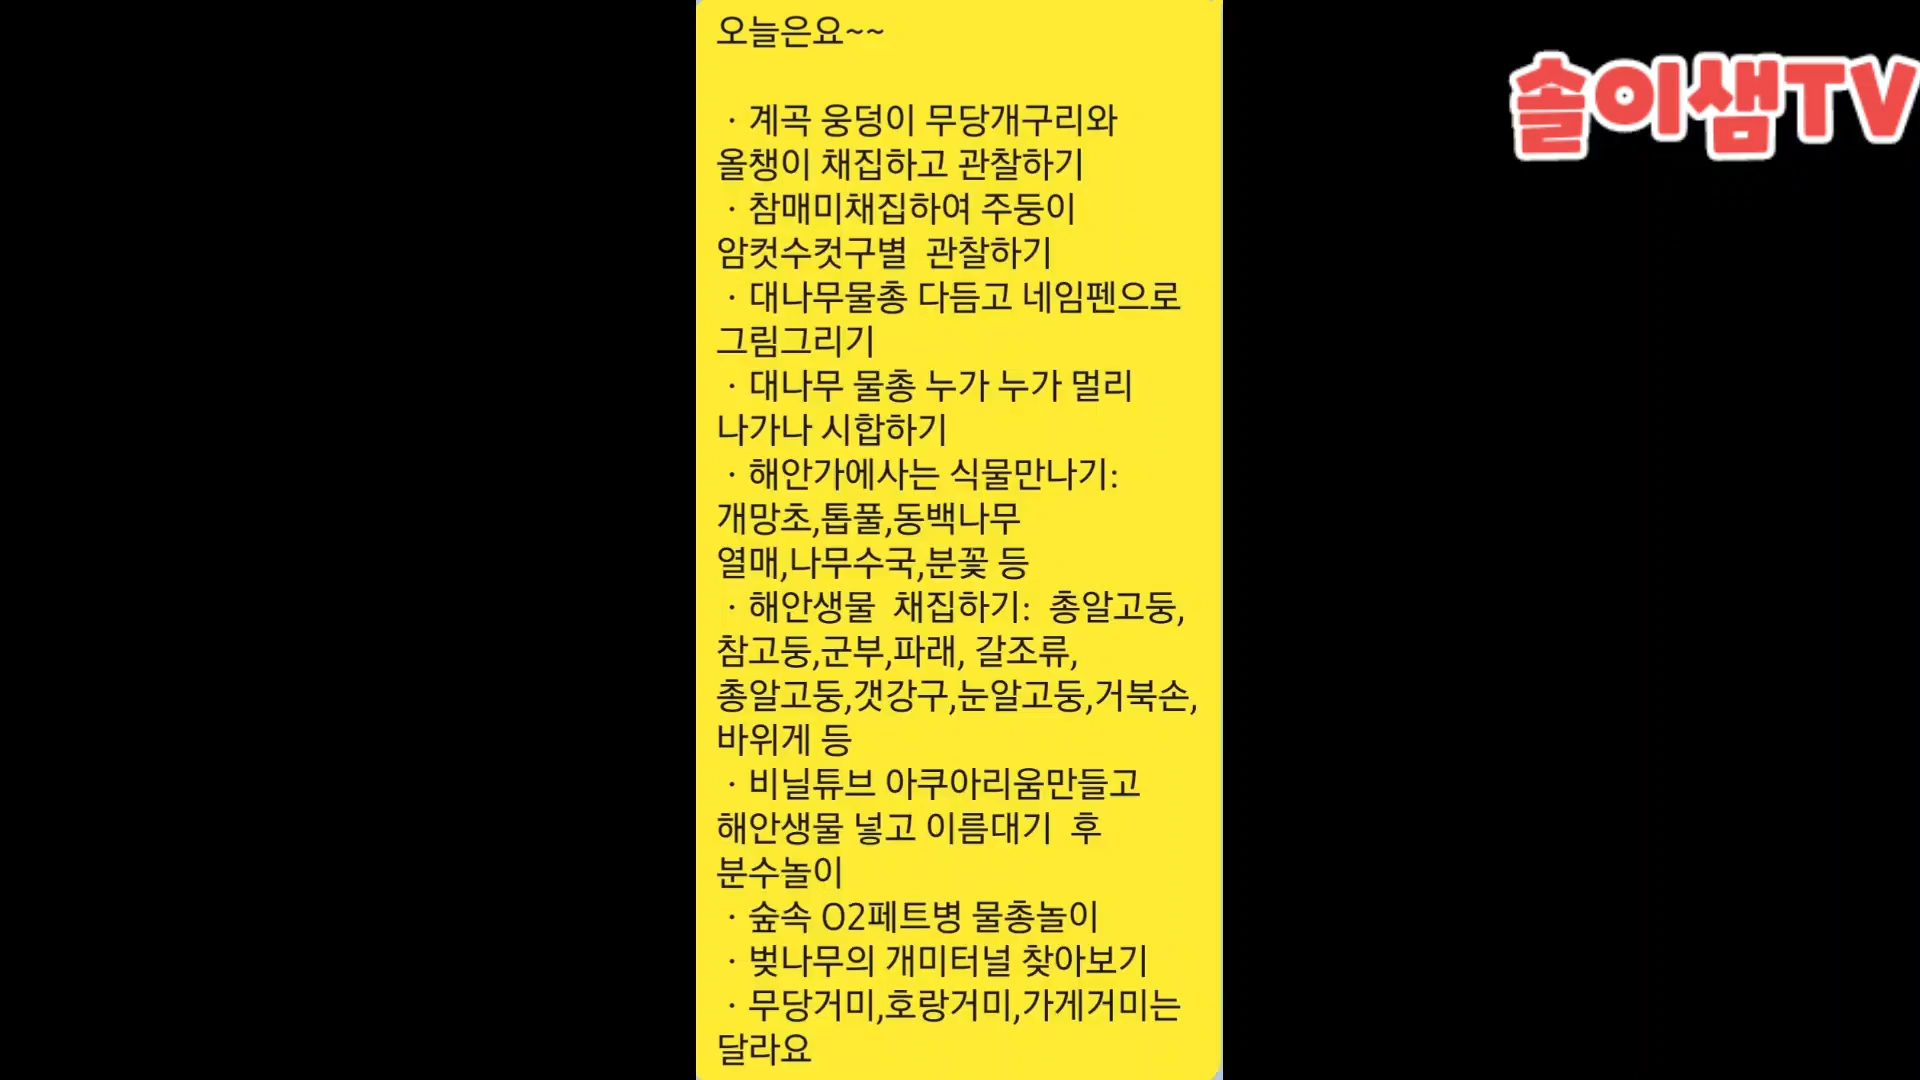 오늘은요~~
· 계곡 웅덩이 무당개구리와
올챙이 채집하고 관찰하기
· 참매미채집하여 주둥이
암컷수컷구별  관찰하기
· 대나무물총 다듬고 네임펜으로
그림그리기
· 대나무 물총 누가 누가 멀리
나가나 시합하기
· 해안가에사는 식물만나기:
개망초,톱풀,동백나무
열매,나무수국,분꽃 등
· 해안생물  채집하기:  총알고둥,
참고둥,군부,파래, 갈조류,
총알고둥,갯강구,눈알고둥,거북손,
바위게 등
· 비닐튜브 아쿠아리움만들고
해안생물 넣고 이름대기  후
분수놀이
· 숲속 O2페트병 물총놀이
· 벚나무의 개미터널 찾아보기
· 무당거미,호랑거미,가게거미는
달라요
솔이샘TV